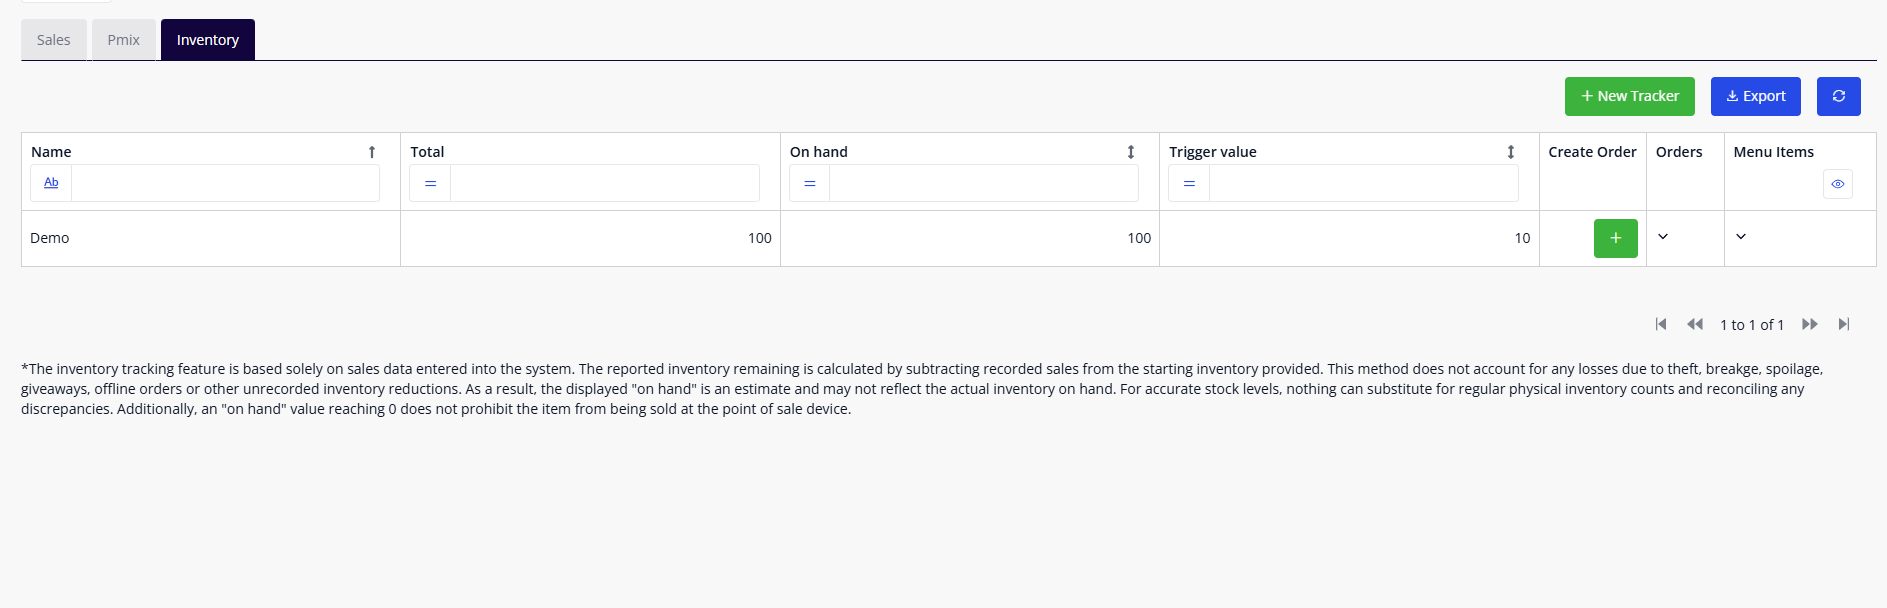 Sales Pmix Inventory
+ New Tracker Export
Name Total On hand Trigger value Create Order Orders Menu Items
Ab = = =
Demo 100 100 10 +
1 to 1 of 1
*The inventory tracking feature is based solely on sales data entered into the system. The reported inventory remaining is calculated by subtracting recorded sales from the starting inventory provided. This method does not account for any losses due to theft, breakge, spoilage,
giveaways, offline orders or other unrecorded inventory reductions. As a result, the displayed "on hand" is an estimate and may not reflect the actual inventory on hand. For accurate stock levels, nothing can substitute for regular physical inventory counts and reconciling any
discrepancies. Additionally, an "on hand" value reaching 0 does not prohibit the item from being sold at the point of sale device.